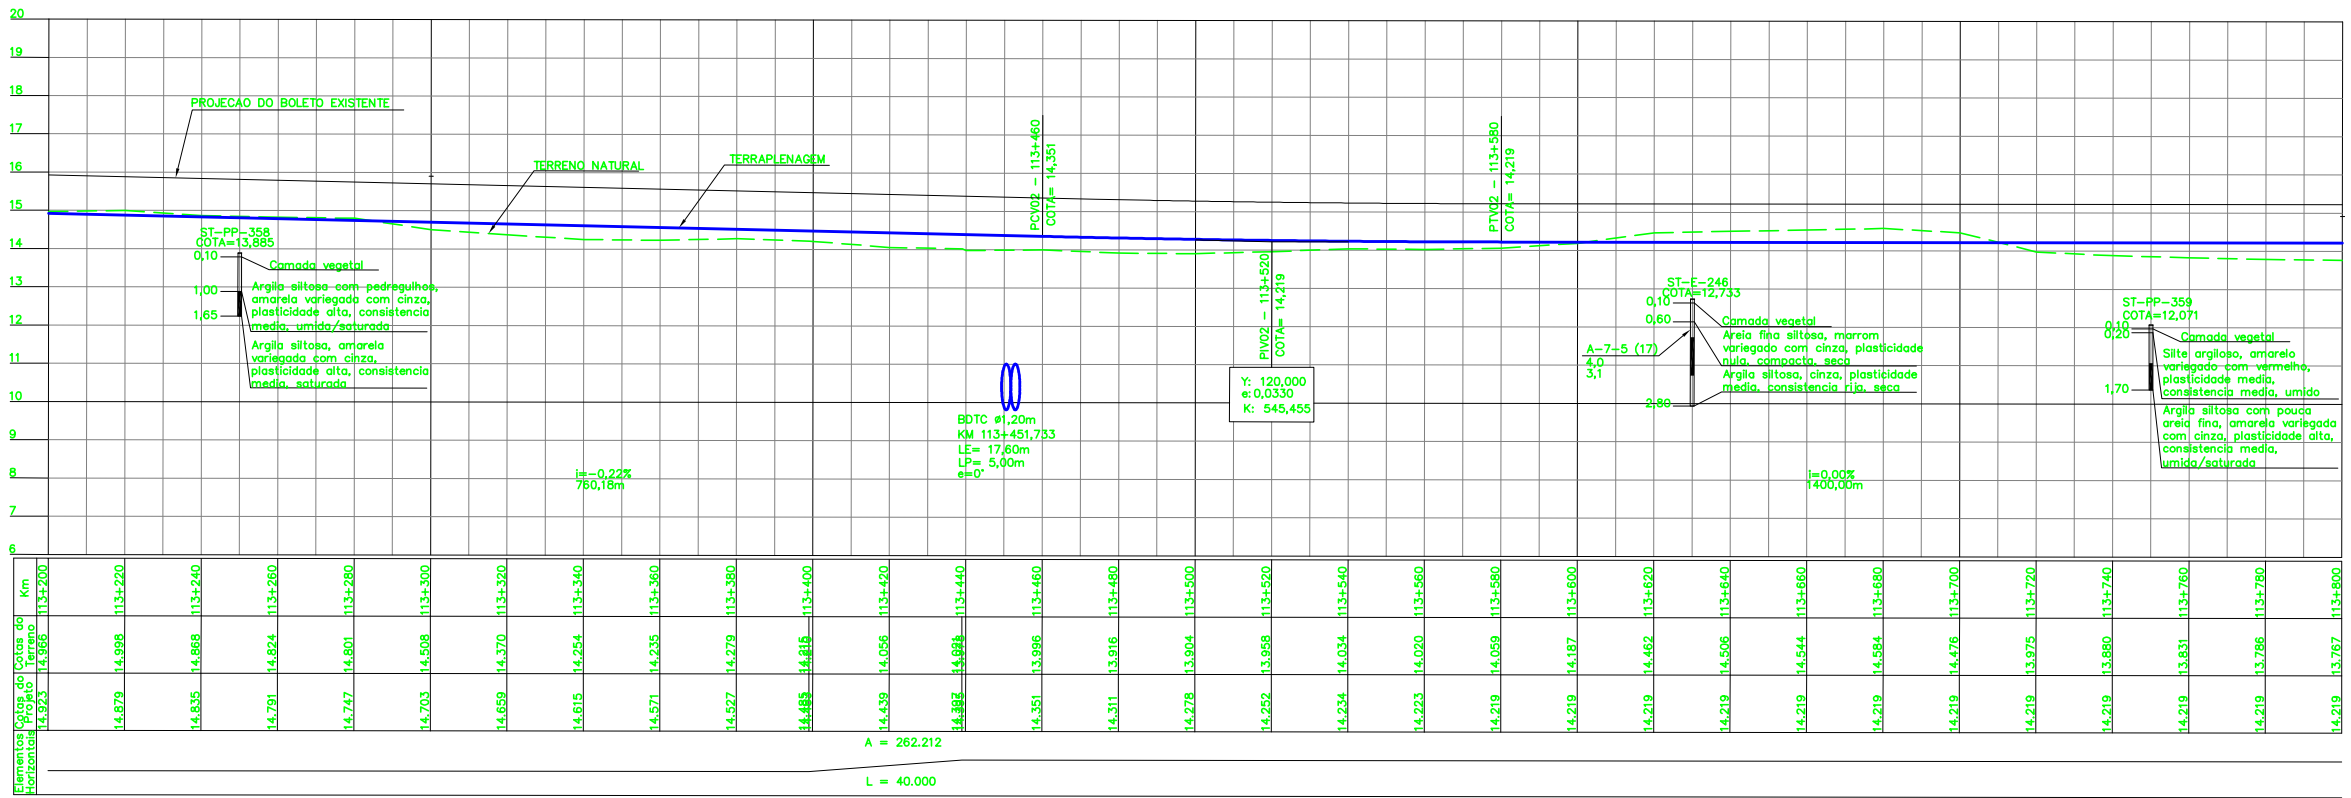 20
19
18
17
16
15
14
13
12
11
10
9
8
7
6
PROJECAO DO BOLETO EXISTENTE
TERRENO NATURAL
TERRAPLENAGEM
PCV02 - 113+460
COTA= 14,351
PTV02 - 113+580
COTA= 14,219
PIV02 - 113+520
COTA= 14,219
ST-PP-358
COTA=13,885
0,10
Camada vegetal
1,00
Argila siltosa com pedregulhos,
amarela variegada com cinza,
plasticidade alta, consistencia
media, umida/saturada
1,65
Argila siltosa, amarela
variegada com cinza,
plasticidade alta, consistencia
media, saturada
BDTC ø1,20m
KM 113+451,733
LE= 17,60m
LP= 5,00m
e=0°
Y: 120,000
e: 0,0330
K: 545,455
ST-E-246
COTA=12,733
0,10
0,60
Camada vegetal
Areia fina siltosa, marrom
variegado com cinza, plasticidade
nula, compacta, seca
Argila siltosa, cinza, plasticidade
media, consistencia rija, seca
A-7-5 (17)
4,0
3,1
2,80
ST-PP-359
COTA=12,071
0,10
0,20
Camada vegetal
Silte argiloso, amarelo
variegado com vermelho,
plasticidade media,
consistencia media, umido
1,70
Argila siltosa com pouca
areia fina, amarela variegada
com cinza, plasticidade alta,
consistencia media,
umida/saturada
i=-0,22%
760,18m
i=0,00%
1400,00m
Km
113+200
113+220
113+240
113+260
113+280
113+300
113+320
113+340
113+360
113+380
113+400
113+420
113+440
113+460
113+480
113+500
113+520
113+540
113+560
113+580
113+600
113+620
113+640
113+660
113+680
113+700
113+720
113+740
113+760
113+780
113+800
Cotas do
Terreno
14.966
14.998
14.868
14.824
14.801
14.508
14.370
14.254
14.235
14.279
14.056
13.996
13.916
13.904
13.958
14.034
14.020
14.059
14.187
14.462
14.506
14.544
14.584
14.476
13.975
13.880
13.831
13.786
13.767
Cotas do
Projeto
14.923
14.879
14.835
14.791
14.747
14.703
14.659
14.615
14.571
14.527
14.439
14.351
14.311
14.278
14.252
14.234
14.223
14.219
14.219
14.219
14.219
14.219
14.219
14.219
14.219
14.219
14.219
14.219
14.219
Elementos
Horizontais
A = 262.212
L = 40.000